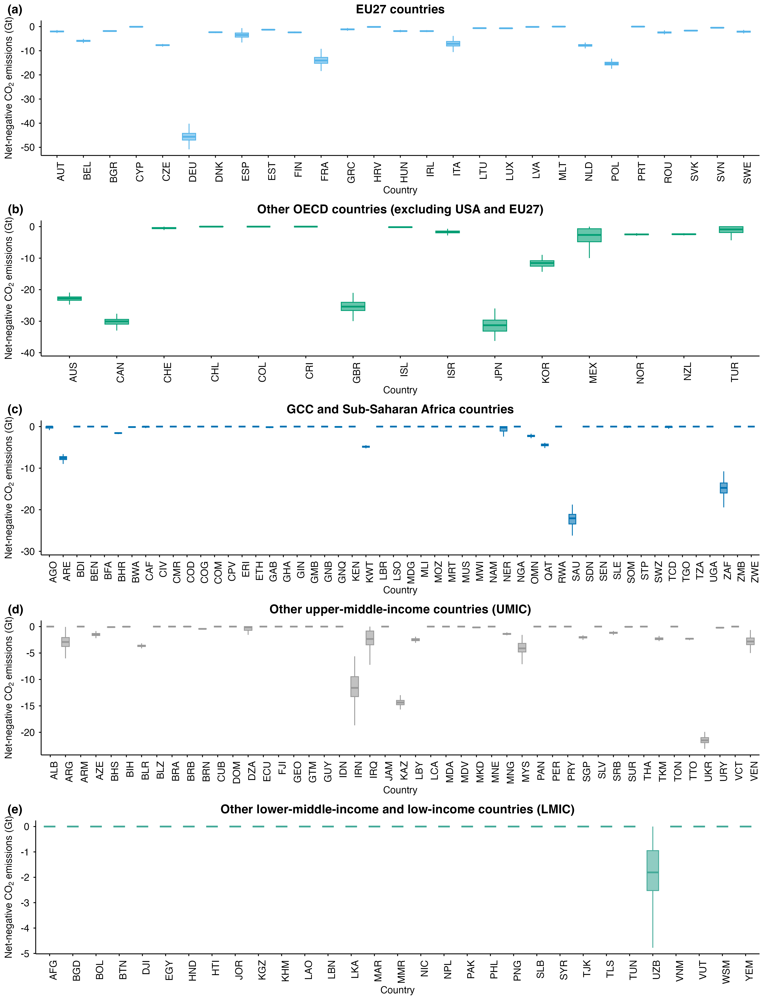 (a)
EU27 countries
Net-negative CO₂ emissions (Gt)
0
-10
-20
-30
-40
-50
AUT BEL BGR CYP CZE DEU DNK ESP EST FIN FRA GRC HRV HUN IRL ITA LTU LUX LVA MLT NLD POL PRT ROU SVK SVN SWE
Country
(b)
Other OECD countries (excluding USA and EU27)
Net-negative CO₂ emissions (Gt)
0
-10
-20
-30
-40
AUS CAN CHE CHL COL CRI GBR ISL ISR JPN KOR MEX NOR NZL TUR
Country
(c)
GCC and Sub-Saharan Africa countries
Net-negative CO₂ emissions (Gt)
0
-10
-20
-30
AGO ARE BDI BEN BFA BHR BWA CAF CIV CMR COD COG COM CPV ERI ETH GAB GHA GIN GMB GNB GNQ KEN KWT LBR LSO MDG MLI MOZ MRT MUS MWI NAM NER NGA OMN QAT RWA SAU SDN SEN SLE SOM STP SWZ TCD TGO TZA UGA ZAF ZMB ZWE
Country
(d)
Other upper-middle-income countries (UMIC)
Net-negative CO₂ emissions (Gt)
0
-5
-10
-15
-20
ALB ARG ARM AZE BHS BIH BLR BLZ BRA BRB BRN CUB DOM DZA ECU FJI GEO GTM GUY IDN IRN IRQ JAM KAZ LBY LCA MDA MDV MKD MNE MNG MYS PAN PER PRY SGP SLV SRB SUR THA TKM TON TTO UKR URY VCT VEN
Country
(e)
Other lower-middle-income and low-income countries (LMIC)
Net-negative CO₂ emissions (Gt)
0
-1
-2
-3
-4
-5
AFG BGD BOL BTN DJI EGY HND HTI JOR KGZ KHM LAO LBN LKA MAR MMR NIC NPL PAK PHL PNG SLB SYR TJK TLS TUN UZB VNM VUT WSM YEM
Country